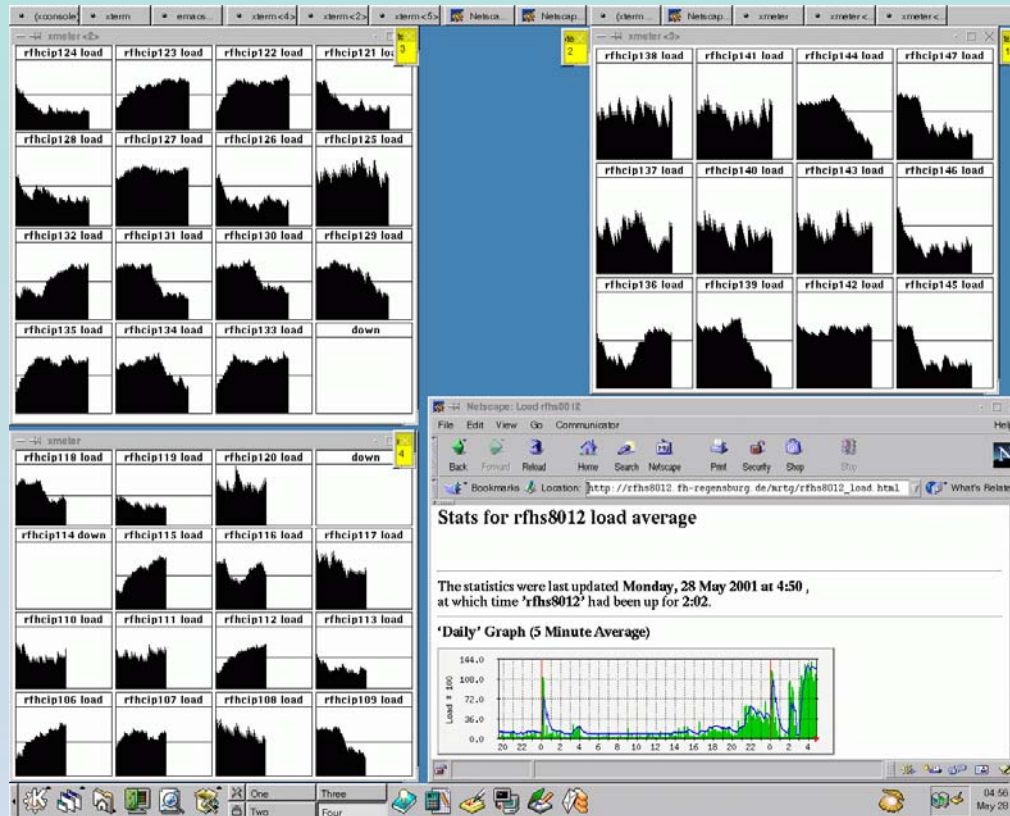 (xconsole) xterm emacs... xterm<4> xterm<2> xterm<5> Netsca... Netscap... (xterm... Netscap... xmeter xmeter<... xmeter<...
xmeter <2>
3
rfhcip124 load rfhcip123 load rfhcip122 load rfhcip121
rfhcip128 load rfhcip127 load rfhcip126 load rfhcip125 load
rfhcip132 load rfhcip131 load rfhcip130 load rfhcip129 load
rfhcip135 load rfhcip134 load rfhcip133 load down
2
xmeter <3>
1
rfhcip138 load rfhcip141 load rfhcip144 load rfhcip147 load
rfhcip137 load rfhcip140 load rfhcip143 load rfhcip146 load
rfhcip136 load rfhcip139 load rfhcip142 load rfhcip145 load
xmeter
4
rfhcip118 load rfhcip119 load rfhcip120 load down
rfhcip114 down rfhcip115 load rfhcip116 load rfhcip117 load
rfhcip110 load rfhcip111 load rfhcip112 load rfhcip113 load
rfhcip106 load rfhcip107 load rfhcip108 load rfhcip109 load
Netscape: Load rfhs8012
File Edit View Go Communicator Help
Back Forward Reload Home Search Netscape Print Security Shop Stop
N
Bookmarks Location: http://rfhs8012.fh-regensburg.de/mrtg/rfhs8012_load.html What's Relate
Stats for rfhs8012 load average
The statistics were last updated Monday, 28 May 2001 at 4:50 ,
at which time 'rfhs8012' had been up for 2:02.
'Daily' Graph (5 Minute Average)
Load * 100
144.0
108.0
72.0
36.0
0.0
20 22 0 2 4 6 8 10 12 14 16 18 20 22 0 2 4
One Three
Two Four
04:56
May 28